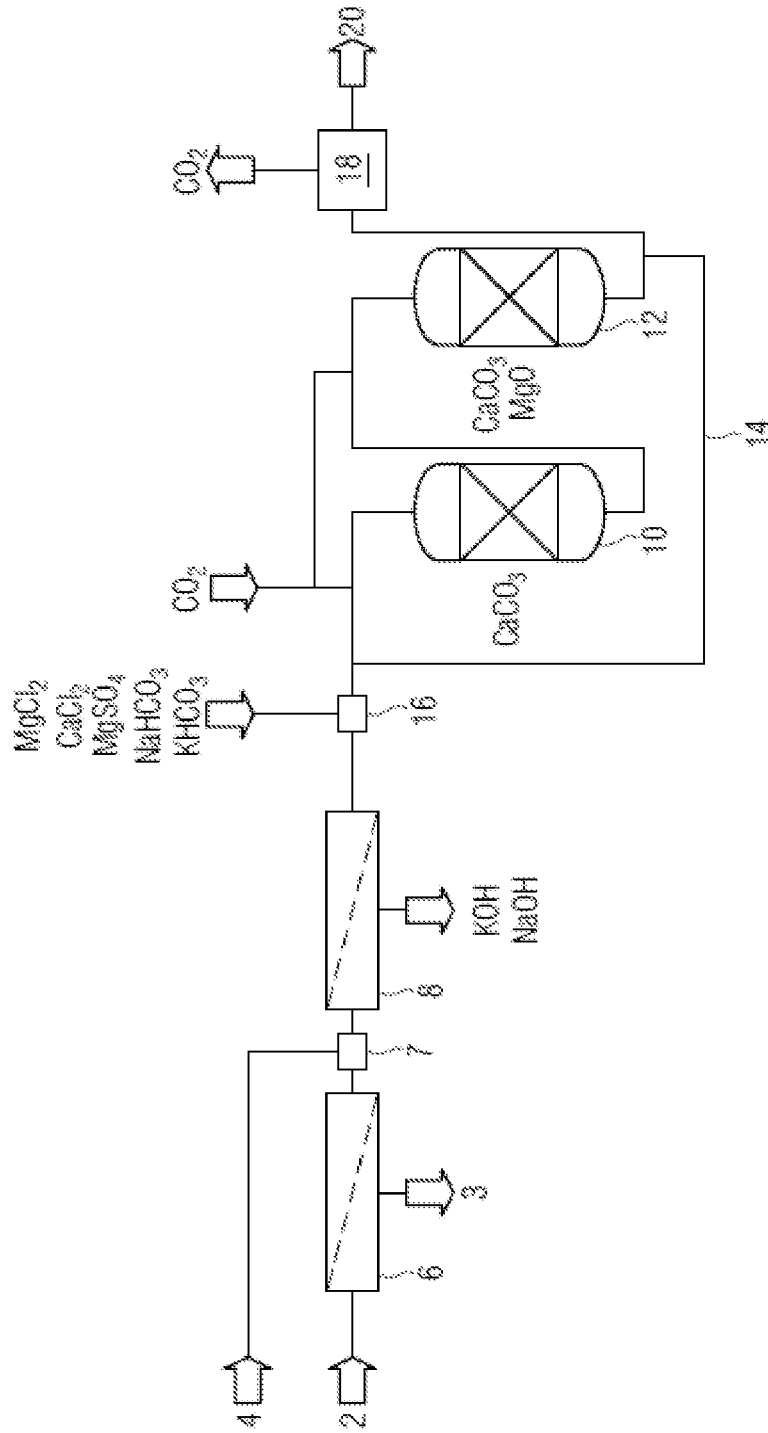 4
2
6
3
7
8
KOH
NaOH
MgCl₂
CaCl₂
MgSO₄
NaHCO₃
KHCO₃
16
CO₂
CaCO₃
10
CaCO₃
MgO
12
14
CO₂
18
20